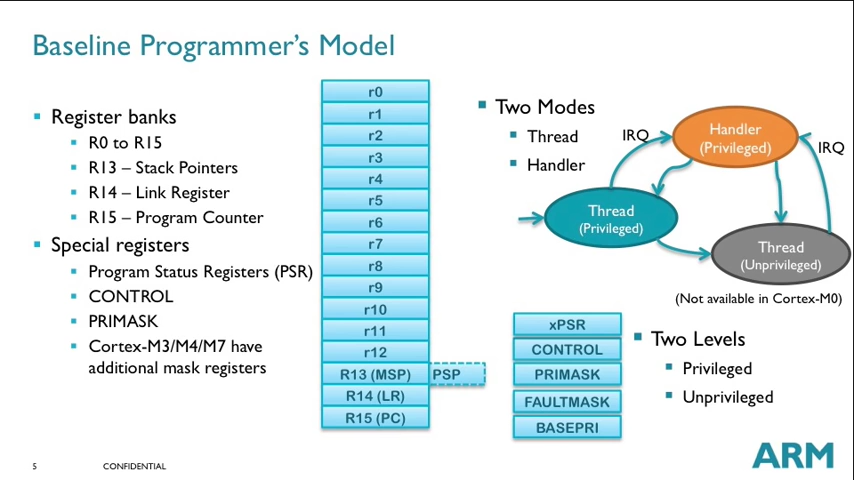 Baseline Programmer's Model
Register banks
R0 to R15
R13 – Stack Pointers
R14 – Link Register
R15 – Program Counter
Special registers
Program Status Registers (PSR)
CONTROL
PRIMASK
Cortex-M3/M4/M7 have
additional mask registers
r0
r1
r2
r3
r4
r5
r6
r7
r8
r9
r10
r11
r12
R13 (MSP)
PSP
R14 (LR)
R15 (PC)
Two Modes
Thread
Handler
IRQ
Handler
(Privileged)
IRQ
Thread
(Privileged)
Thread
(Unprivileged)
(Not available in Cortex-M0)
xPSR
CONTROL
PRIMASK
FAULTMASK
BASEPRI
Two Levels
Privileged
Unprivileged
5
CONFIDENTIAL
ARM